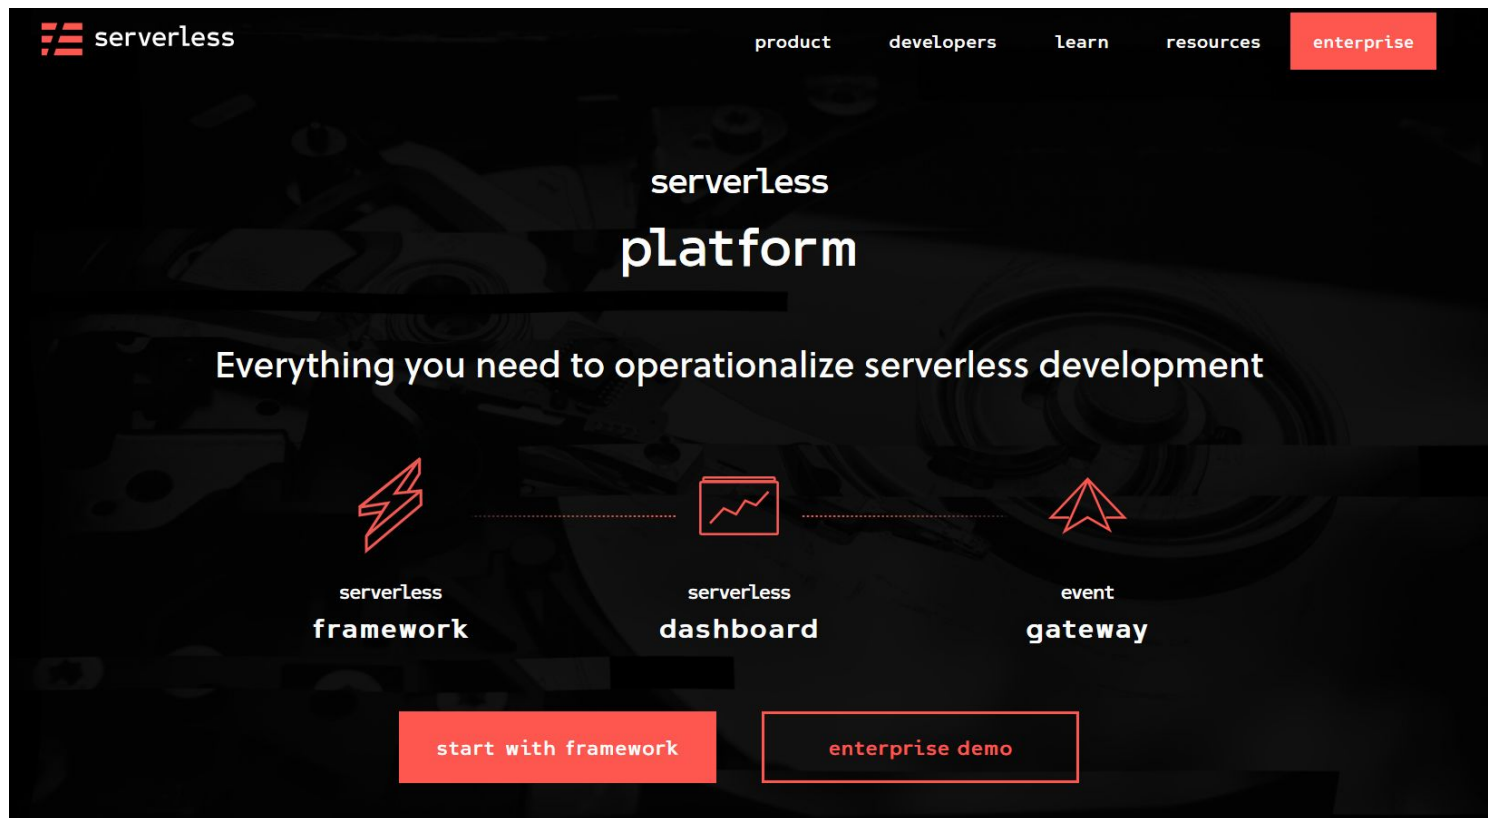 serverless
product developers learn resources enterprise
serverless
platform
Everything you need to operationalize serverless development
serverless serverless event
framework dashboard gateway
start with framework enterprise demo